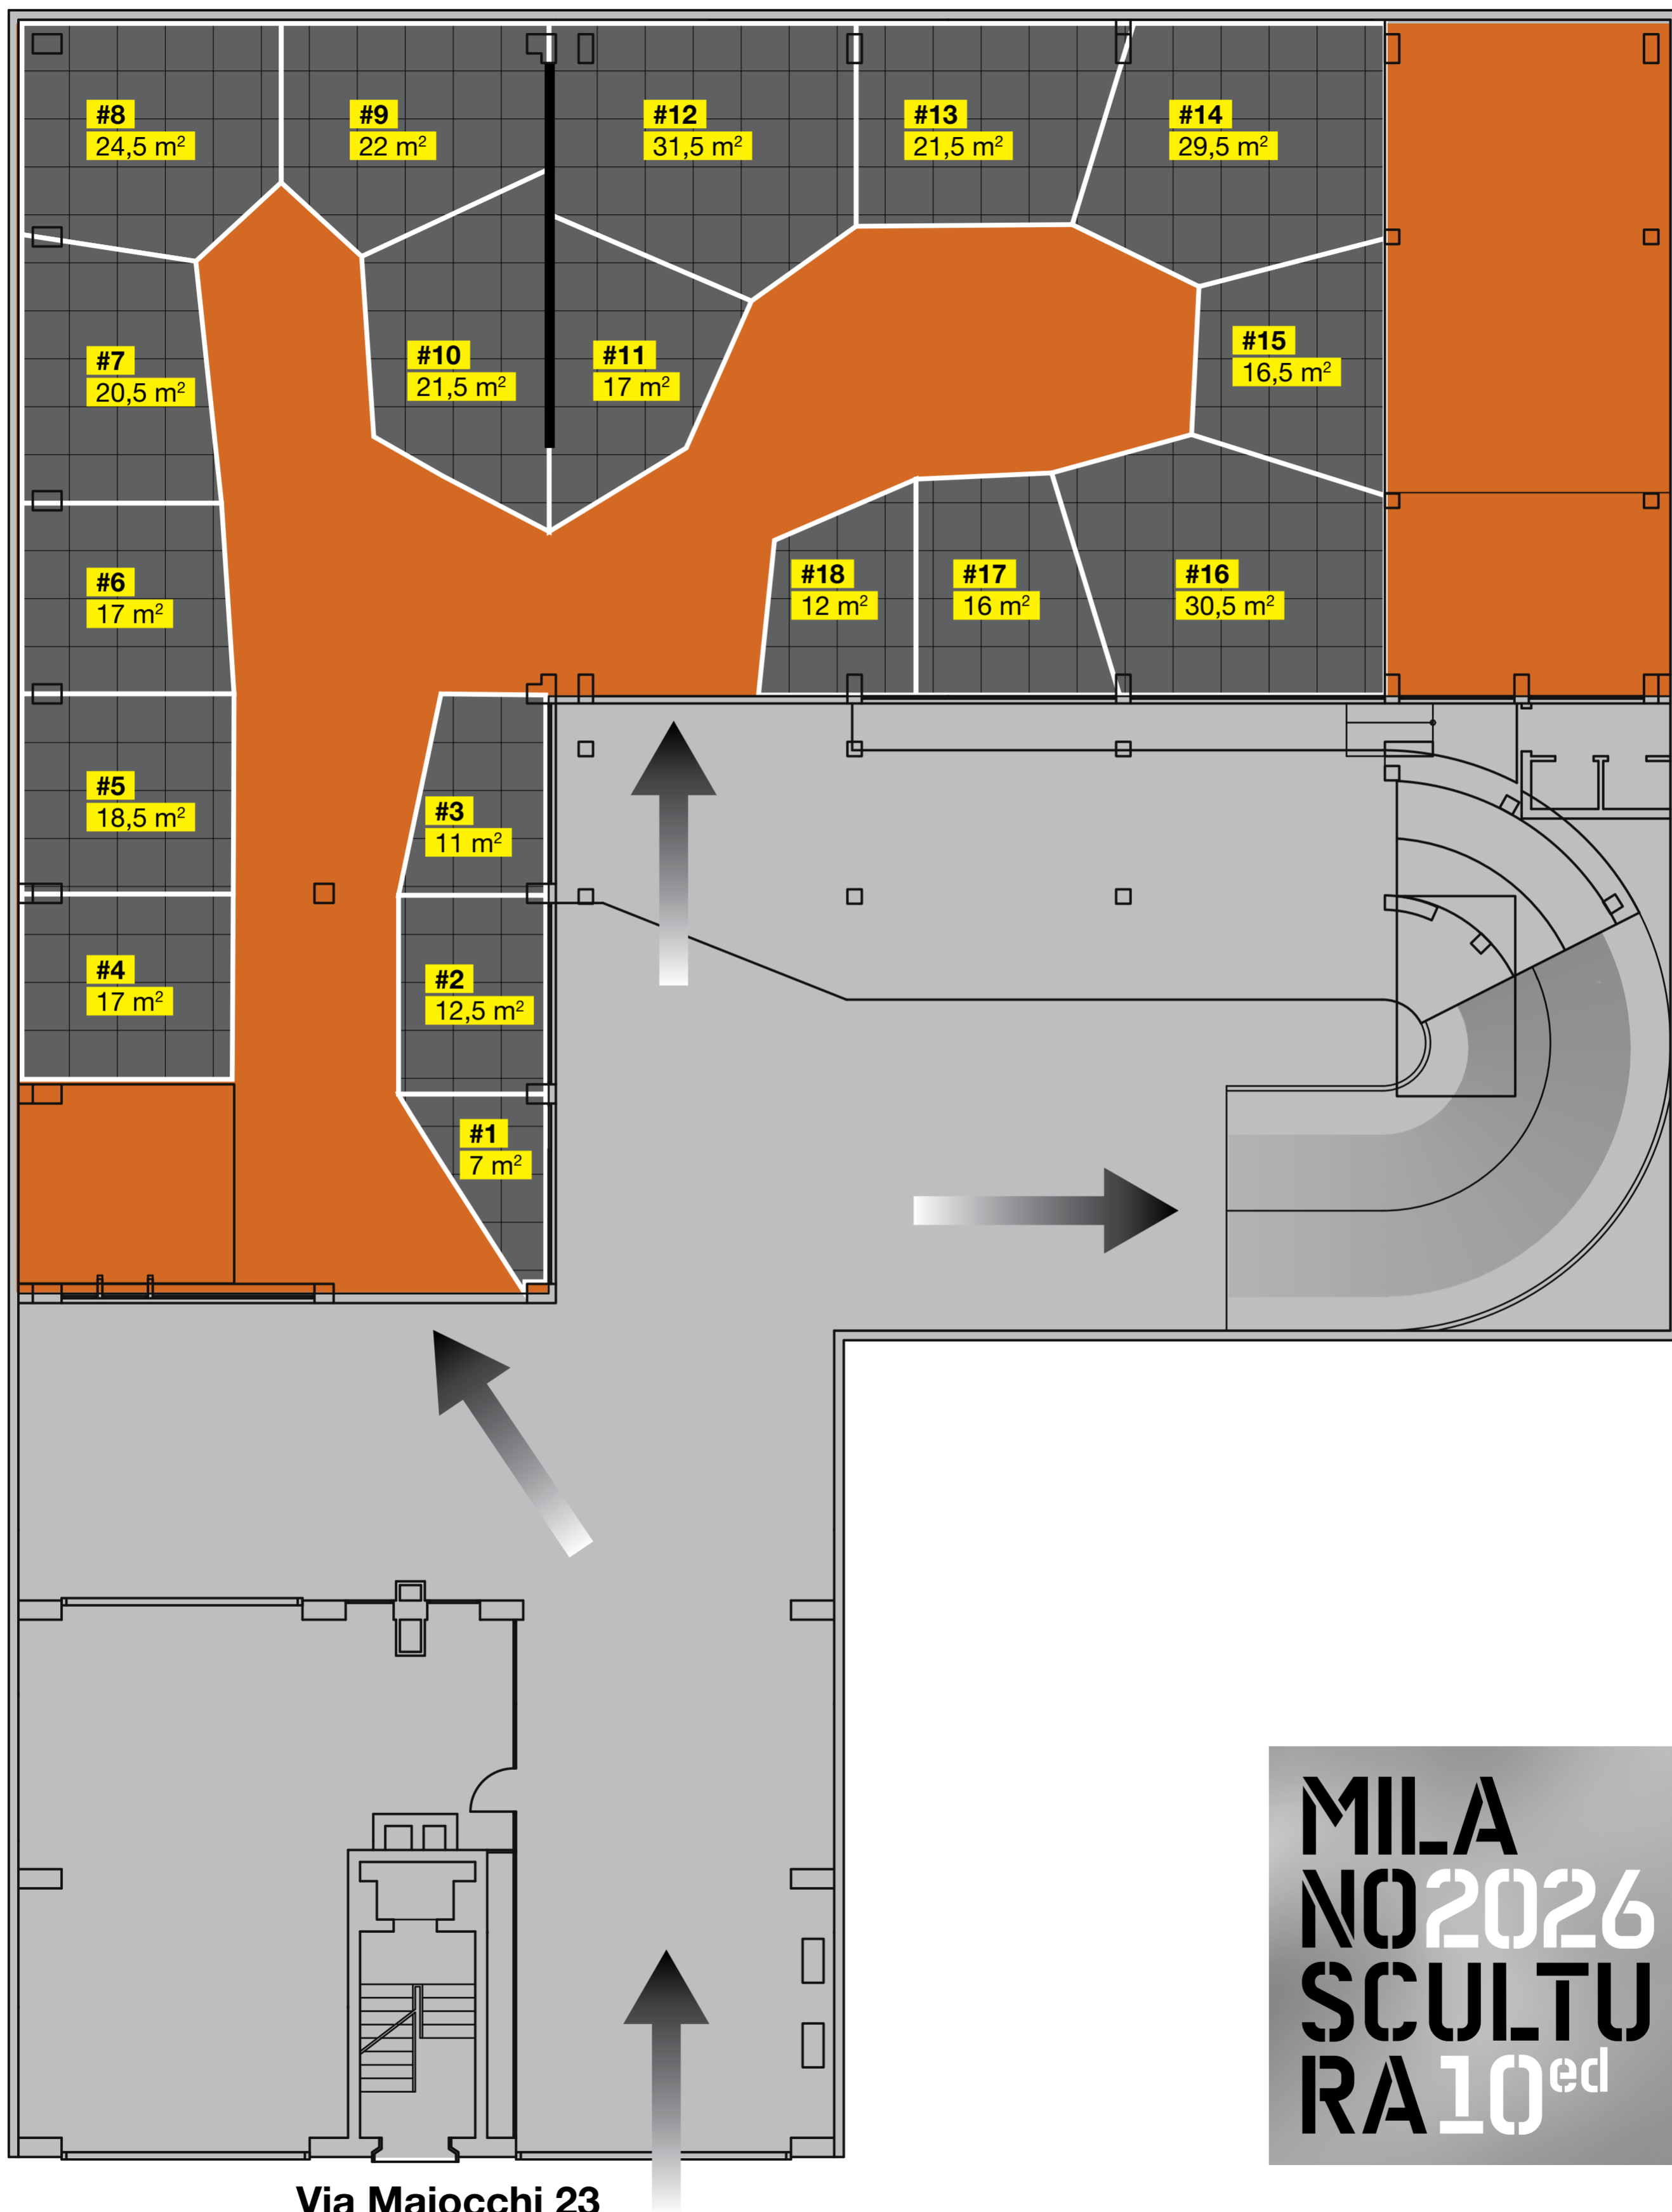 #8
24,5 m²
#9
22 m²
#12
31,5 m²
#13
21,5 m²
#14
29,5 m²
#7
20,5 m²
#10
21,5 m²
#11
17 m²
#15
16,5 m²
#6
17 m²
#18
12 m²
#17
16 m²
#16
30,5 m²
#5
18,5 m²
#3
11 m²
#4
17 m²
#2
12,5 m²
#1
7 m²
MILA
NO2026
SCULTU
RA10ed
Via Maiocchi 23